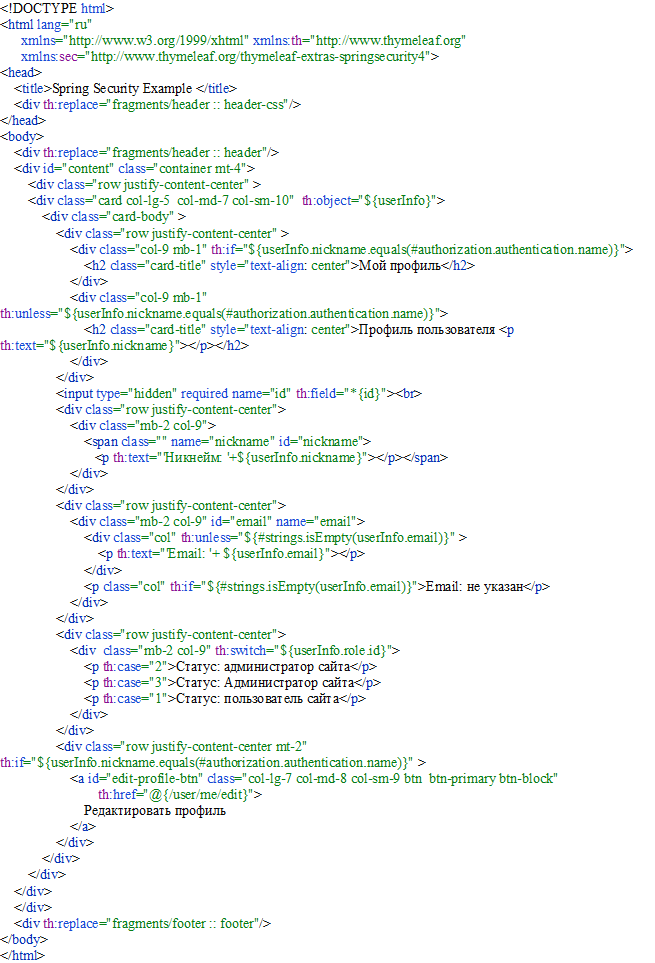 <!DOCTYPE html>
<html lang="ru"
xmlns="http://www.w3.org/1999/xhtml" xmlns:th="http://www.thymeleaf.org"
xmlns:sec="http://www.thymeleaf.org/thymeleaf-extras-springsecurity4">
<head>
<title>Spring Security Example </title>
<div th:replace="fragments/header :: header-css"/>
</head>
<body>
<div th:replace="fragments/header :: header"/>
<div id="content" class="container mt-4">
<div class="row justify-content-center" >
<div class="card col-lg-5  col-md-7 col-sm-10"  th:object="${userInfo}">
<div class="card-body" >
<div class="row justify-content-center" >
<div class="col-9 mb-1" th:if="${userInfo.nickname.equals(#authorization.authentication.name)}">
<h2 class="card-title" style="text-align: center">Мой профиль</h2>
</div>
<div class="col-9 mb-1"
th:unless="${userInfo.nickname.equals(#authorization.authentication.name)}">
<h2 class="card-title" style="text-align: center">Профиль пользователя <p
th:text="${userInfo.nickname}"></p></h2>
</div>
</div>
<input type="hidden" required name="id" th:field="*{id}"><br>
<div class="row justify-content-center">
<div class="mb-2 col-9">
<span class="" name="nickname" id="nickname">
<p th:text="'Никнейм: '+${userInfo.nickname}"></p></span>
</div>
</div>
<div class="row justify-content-center">
<div class="mb-2 col-9" id="email" name="email">
<div class="col" th:unless="${#strings.isEmpty(userInfo.email)}" >
<p th:text="'Email: '+ ${userInfo.email}"></p>
</div>
<p class="col" th:if="${#strings.isEmpty(userInfo.email)}">Email: не указан</p>
</div>
</div>
<div class="row justify-content-center">
<div  class="mb-2 col-9" th:switch="${userInfo.role.id}">
<p th:case="2">Статус: администратор сайта</p>
<p th:case="3">Статус: Администратор сайта</p>
<p th:case="1">Статус: пользователь сайта</p>
</div>
</div>
<div class="row justify-content-center mt-2"
th:if="${userInfo.nickname.equals(#authorization.authentication.name)}" >
<a id="edit-profile-btn" class="col-lg-7 col-md-8 col-sm-9 btn  btn-primary btn-block"
th:href="@{/user/me/edit}">
Редактировать профиль
</a>
</div>
</div>
</div>
</div>
</div>
<div th:replace="fragments/footer :: footer"/>
</body>
</html>